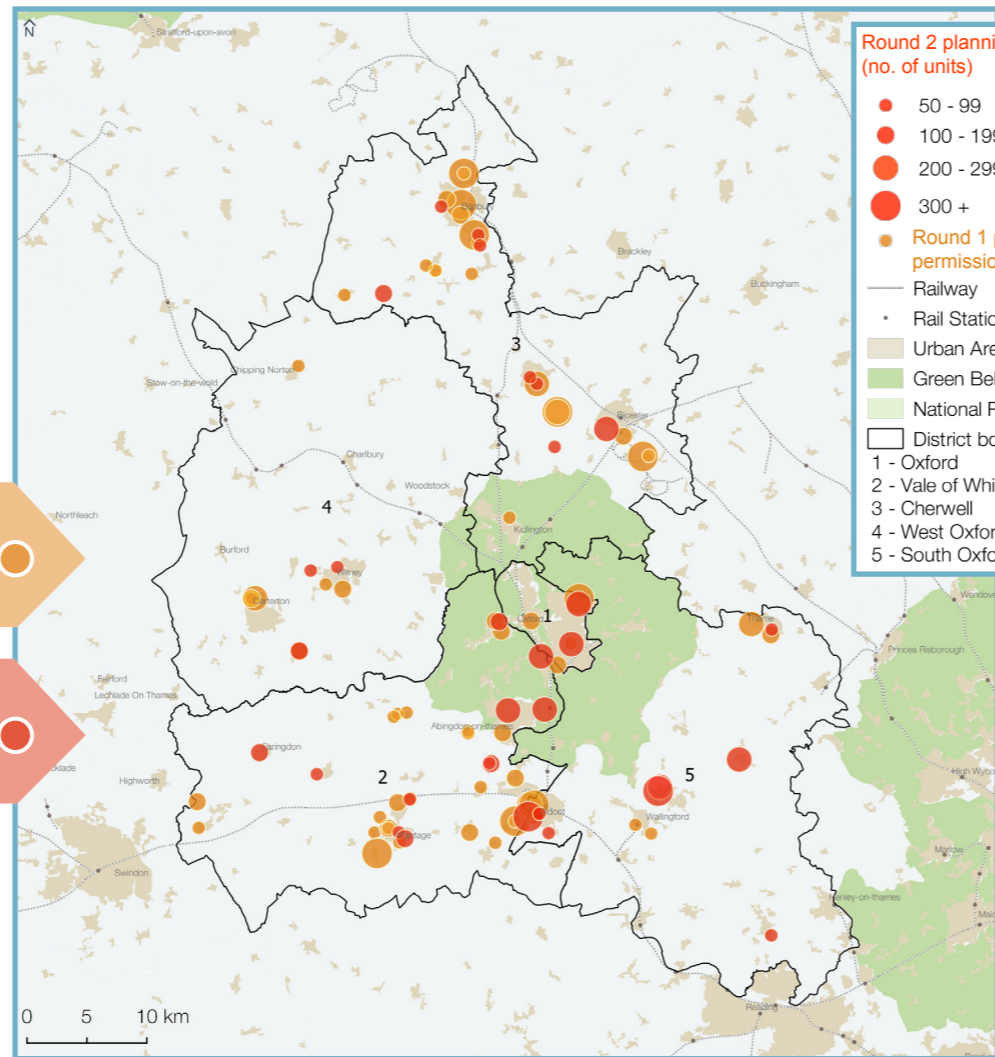 N
Stratford-upon-avon
Round 2 planni
(no. of units)
50 - 99
100 - 199
200 - 299
300 +
Round 1 p
permissio
Railway
Rail Statio
Urban Are
Green Bel
National P
District bo
1 - Oxford
2 - Vale of Whi
3 - Cherwell
4 - West Oxfor
5 - South Oxfo
Banbury
Brackley
Buckingham
3
Chipping Norton
Stow-on-the-wold
Bicester
Charlbury
Woodstock
4
Northleach
Kidlington
Burford
Witney
Carterton
Wendove
1
Oxford
Thame
Princes Risborough
Fairford
Lechlade On Thames
Abingdon-on-thames
Faringdon
klade
Highworth
2
5
High Wyco
Didcot
Wallingford
Wantage
Marlow
Swindon
Henley-on-thames
Reading
0 5 10 km